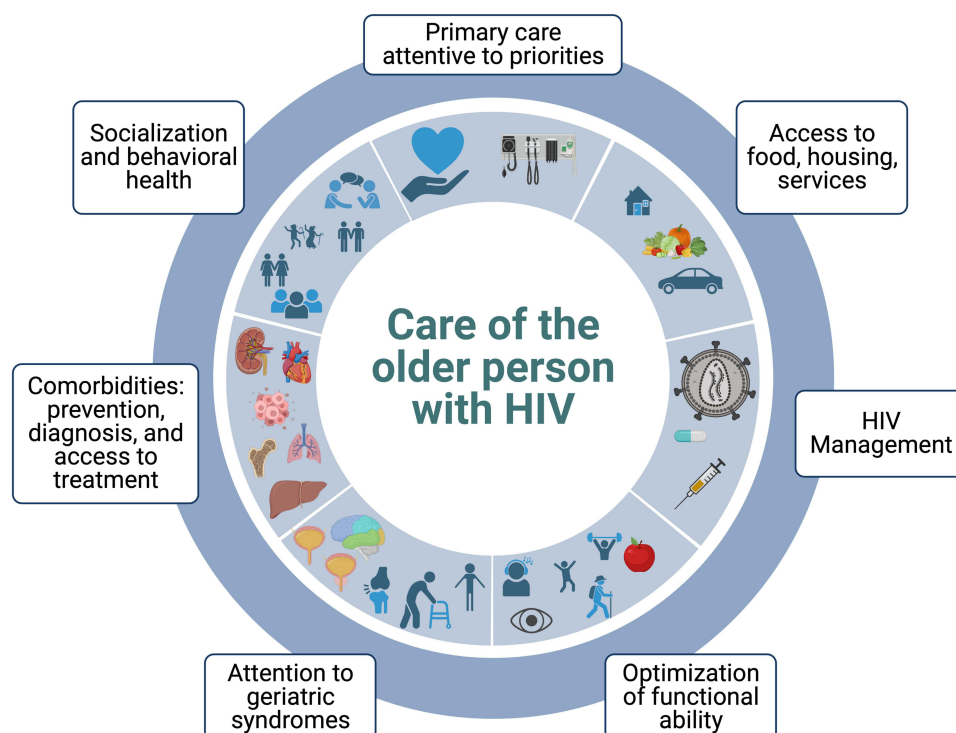 Primary care
attentive to priorities
Socialization
and behavioral
health
Access to
food, housing,
services
Care of the
older person
with HIV
Comorbidities:
prevention,
diagnosis, and
access to
treatment
HIV
Management
Attention to
geriatric
syndromes
Optimization
of functional
ability